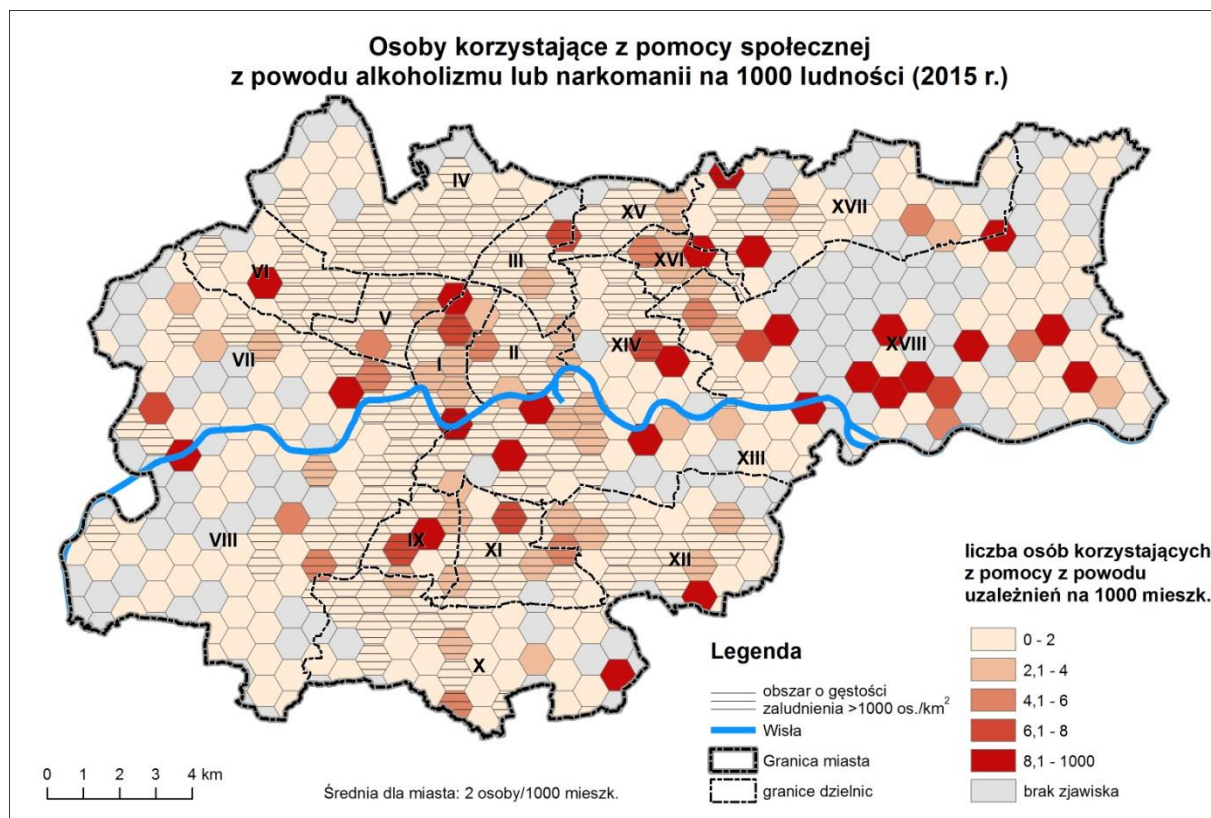 Osoby korzystające z pomocy społecznej
z powodu alkoholizmu lub narkomanii na 1000 ludności (2015 r.)
IV
XV
XVII
III
XVI
VI
V
XVIII
XIV
VII
II
I
XIII
VIII
IX
XI
XII
X
liczba osób korzystających
z pomocy z powodu
uzależnień na 1000 mieszk.
0 - 2
2,1 - 4
4,1 - 6
6,1 - 8
8,1 - 1000
brak zjawiska
Legenda
obszar o gęstości
zaludnienia >1000 os./km²
Wisła
Granica miasta
granice dzielnic
0 1 2 3 4 km
Średnia dla miasta: 2 osoby/1000 mieszk.